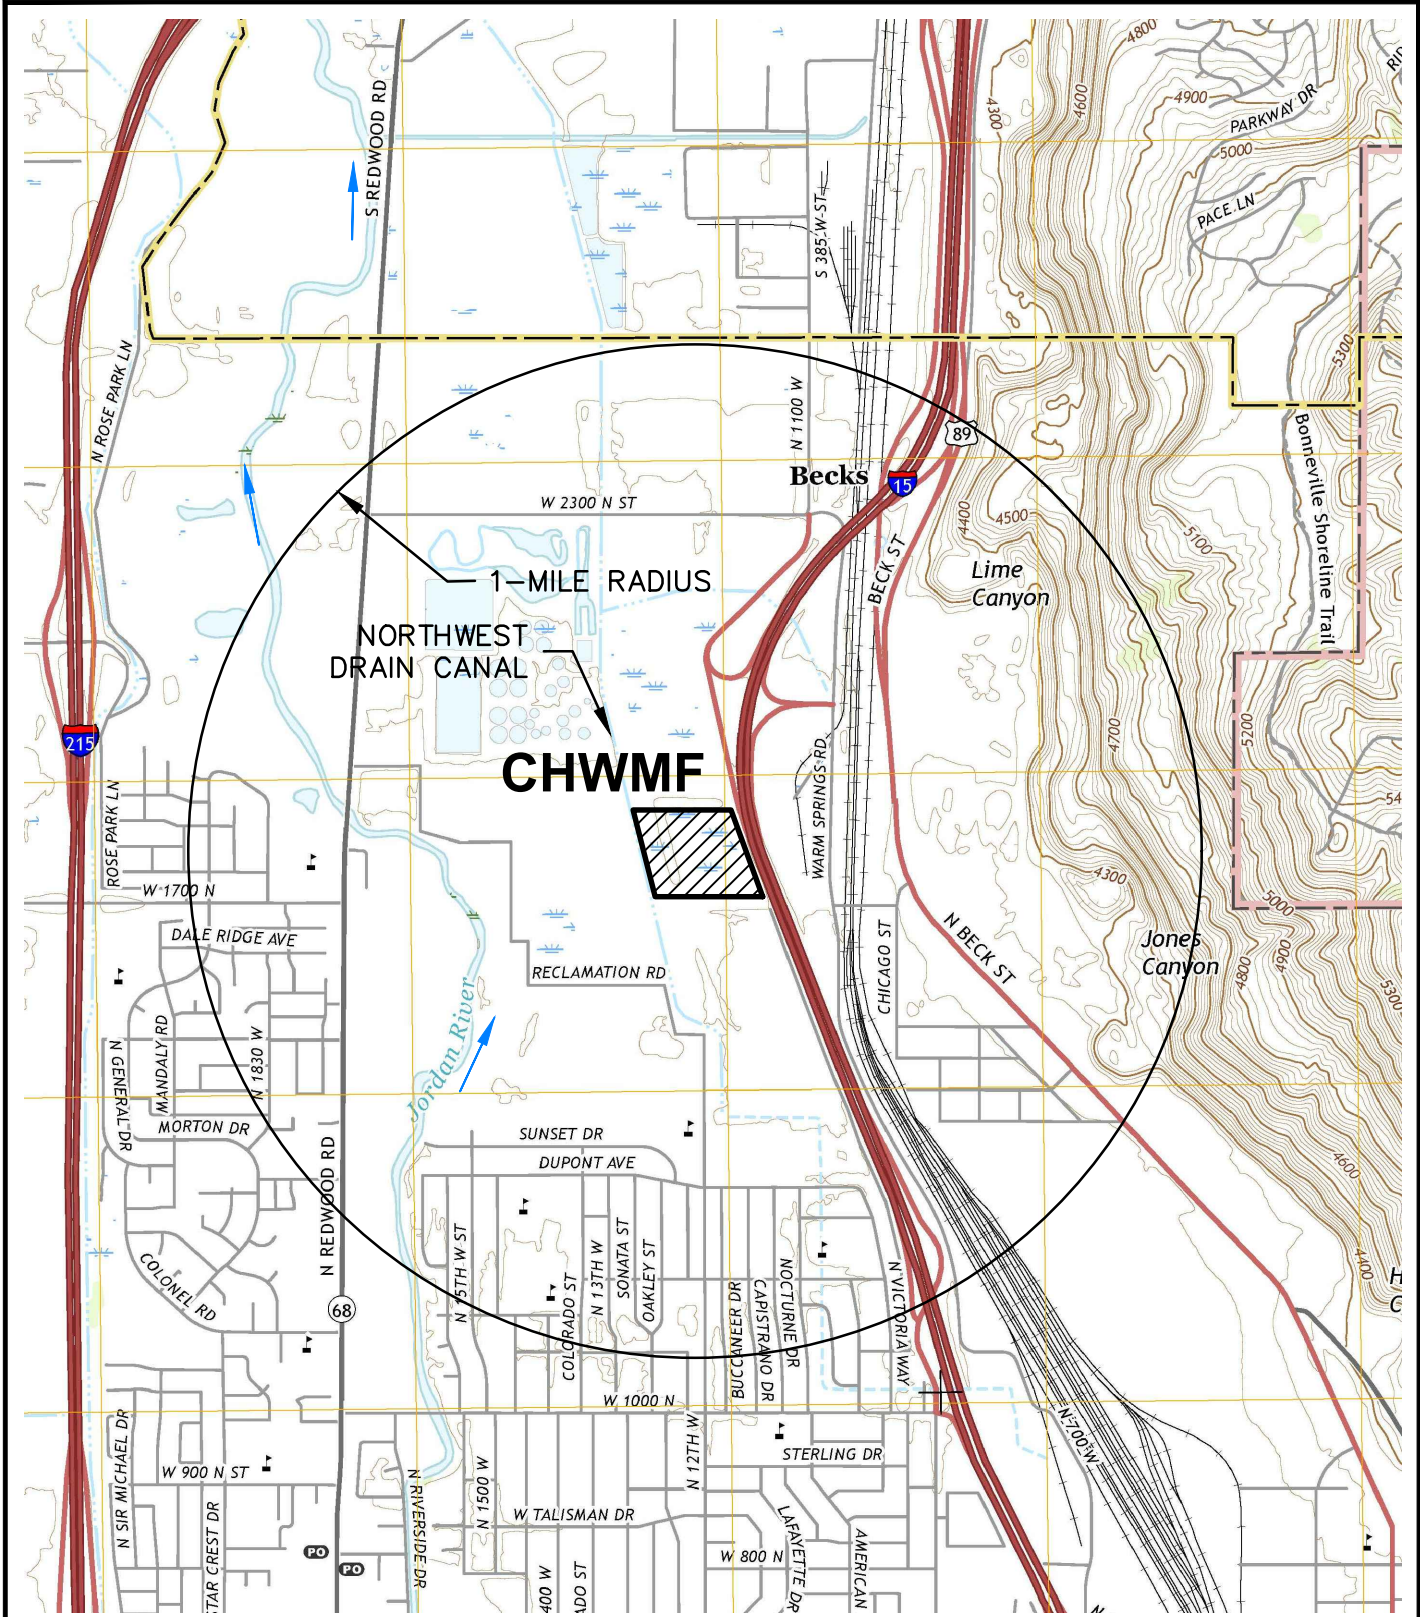 4800
4900
4600
4300
PARKWAY DR
5000
S REDWOOD RD
PACE LN
S 385 W ST
5300
N ROSE PARK LN
N 1100 W
89
Becks
15
Bonneville Shoreline Trail
W 2300 N ST
4400
4500
5100
BECK ST
Lime
Canyon
1-MILE RADIUS
NORTHWEST
DRAIN CANAL
215
4700
5200
CHWMF
WARM SPRINGS RD
ROSE PARK LN
W 1700 N
4300
5000
DALE RIDGE AVE
N BECK ST
Jones
Canyon
4800
4900
5300
RECLAMATION RD
CHICAGO ST
Jordan River
MANDALY RD
N GENERAL DR
N 1830 W
MORTON DR
SUNSET DR
DUPONT AVE
4600
N REDWOOD RD
N 15TH W ST
COLORADO ST
N 13TH W
SONATA ST
OAKLEY ST
BUCCANEER DR
CAPISTRANO DR
NOCTURNE DR
N VICTORIA WAY
4400
COLONEL RD
68
W 1000 N
N SIR MICHAEL DR
N 12TH W
N 700 W
STERLING DR
W 900 N ST
N RIVERSIDE DR
N 1500 W
W TALISMAN DR
LAFAYETTE DR
AMERICAN
W 800 N
PO
PO
STAR CREST DR
400 W
ADO ST